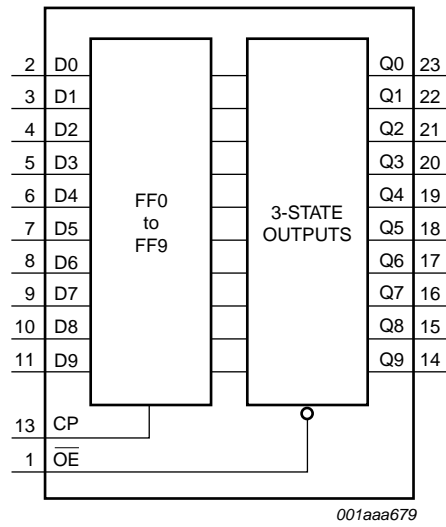 2 D0 Q0 23
3 D1 Q1 22
4 D2 Q2 21
5 D3 Q3 20
6 D4 Q4 19
7 D5 Q5 18
8 D6 Q6 17
9 D7 Q7 16
10 D8 Q8 15
11 D9 Q9 14
FF0
to
FF9
3-STATE
OUTPUTS
13 CP
1 OE
001aaa679